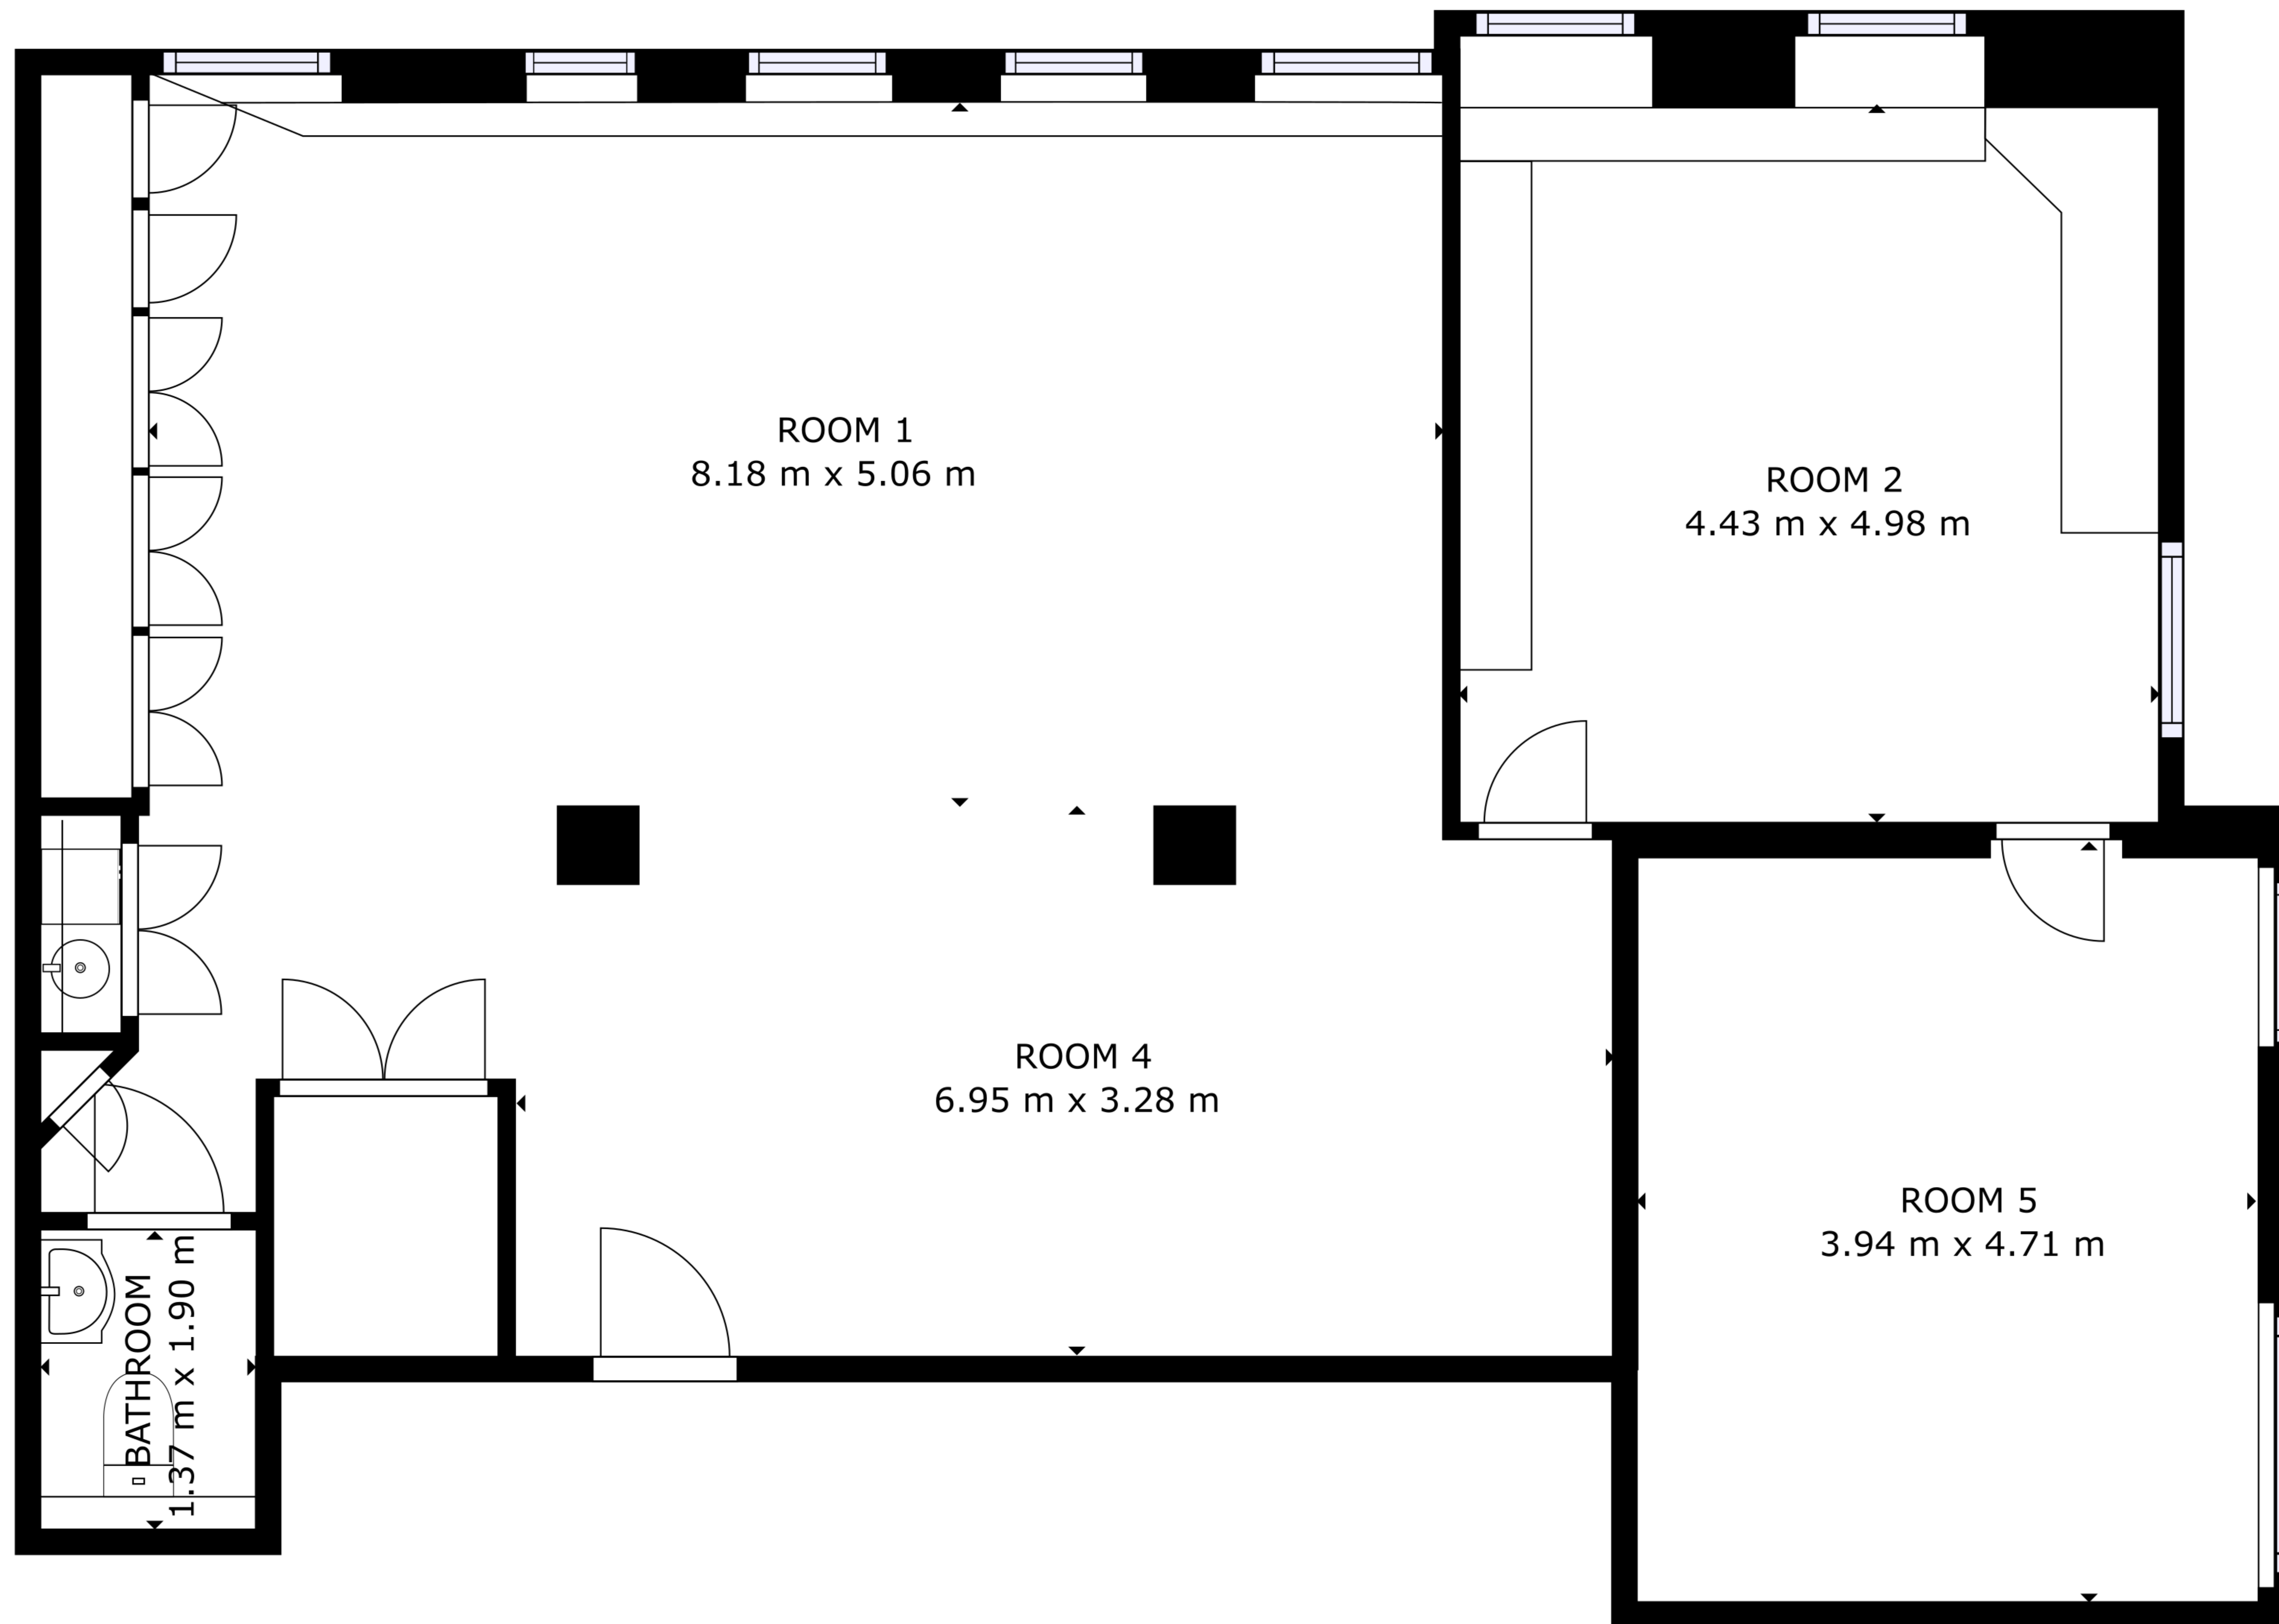 ROOM 1
8.18 m x 5.06 m
ROOM 2
4.43 m x 4.98 m
ROOM 4
6.95 m x 3.28 m
ROOM 5
3.94 m x 4.71 m
BATHROOM
1.37 m x 1.90 m